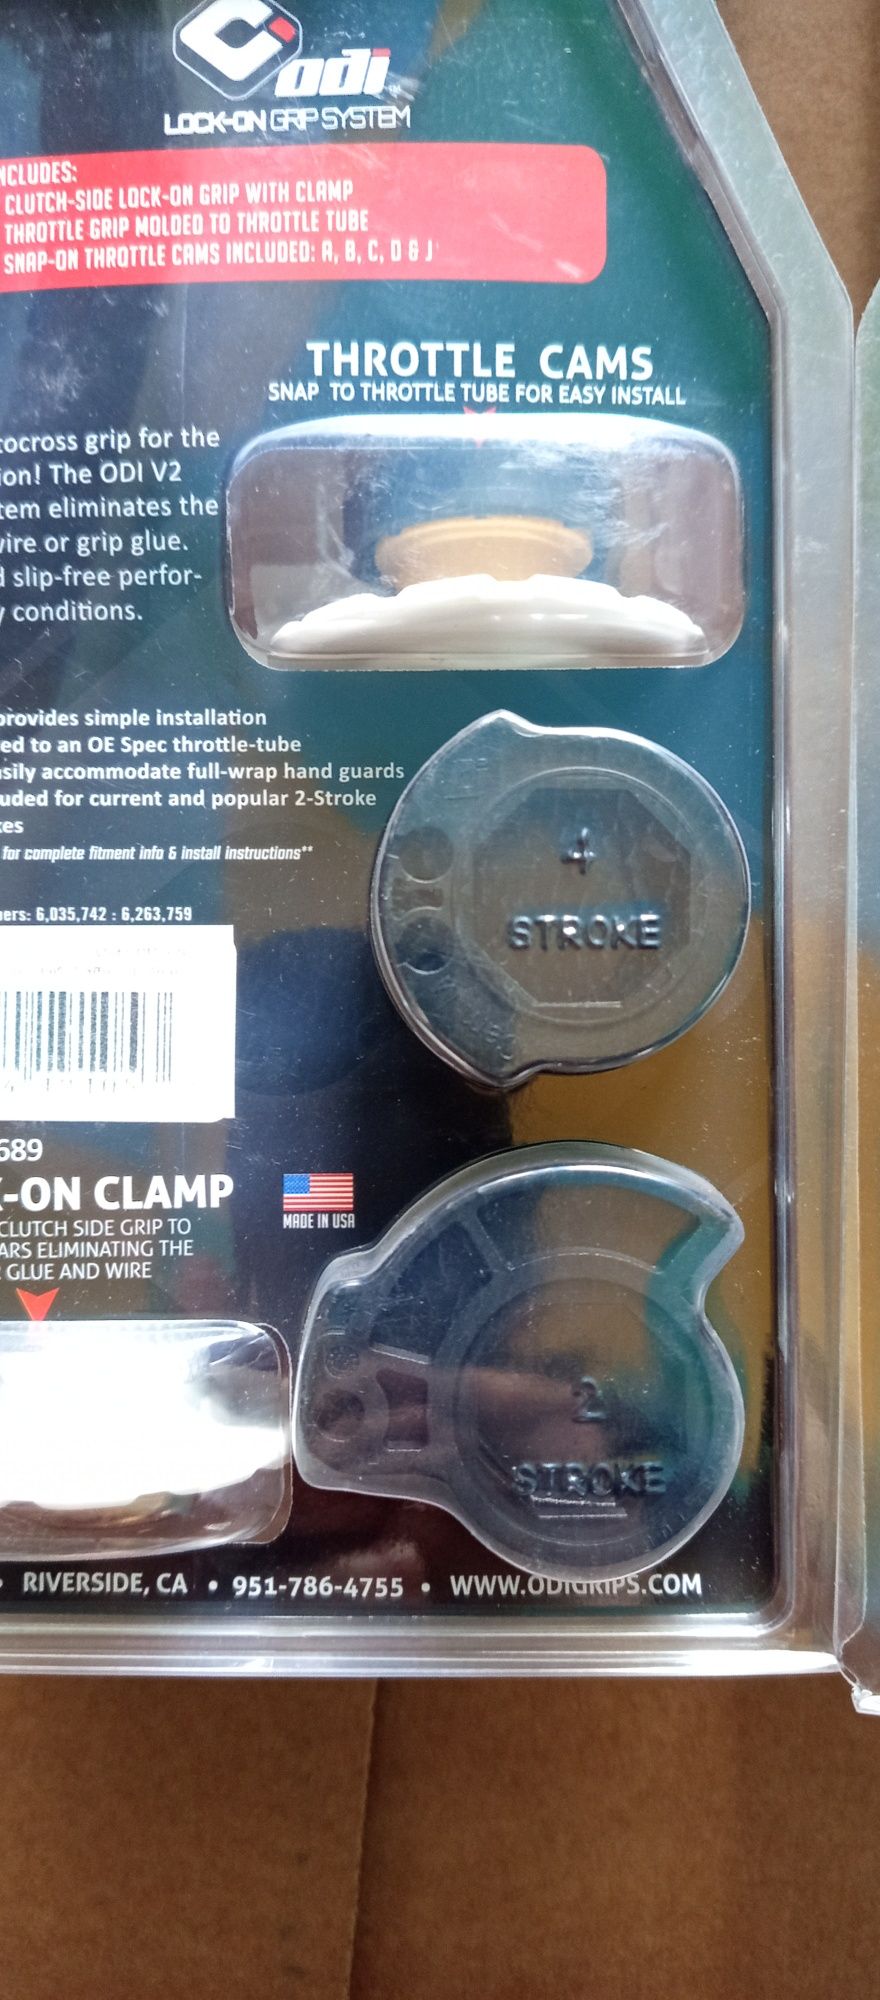 odi
LOCK-ON GRIP SYSTEM
NCLUDES:
CLUTCH-SIDE LOCK-ON GRIP WITH CLAMP
THROTTLE GRIP MOLDED TO THROTTLE TUBE
SNAP-ON THROTTLE CAMS INCLUDED: A, B, C, D & J
THROTTLE CAMS
SNAP TO THROTTLE TUBE FOR EASY INSTALL
tocross grip for the
ion! The ODI V2
tem eliminates the
wire or grip glue.
d slip-free perfor-
y conditions.
provides simple installation
ed to an OE Spec throttle-tube
asily accommodate full-wrap hand guards
uded for current and popular 2-Stroke
kes
for complete fitment info & install instructions**
bers: 6,035,742 : 6,263,759
4
STROKE
689
K-ON CLAMP
CLUTCH SIDE GRIP TO
ARS ELIMINATING THE
R GLUE AND WIRE
MADE IN USA
2
STROKE
• RIVERSIDE, CA • 951-786-4755 • WWW.ODIGRIPS.COM